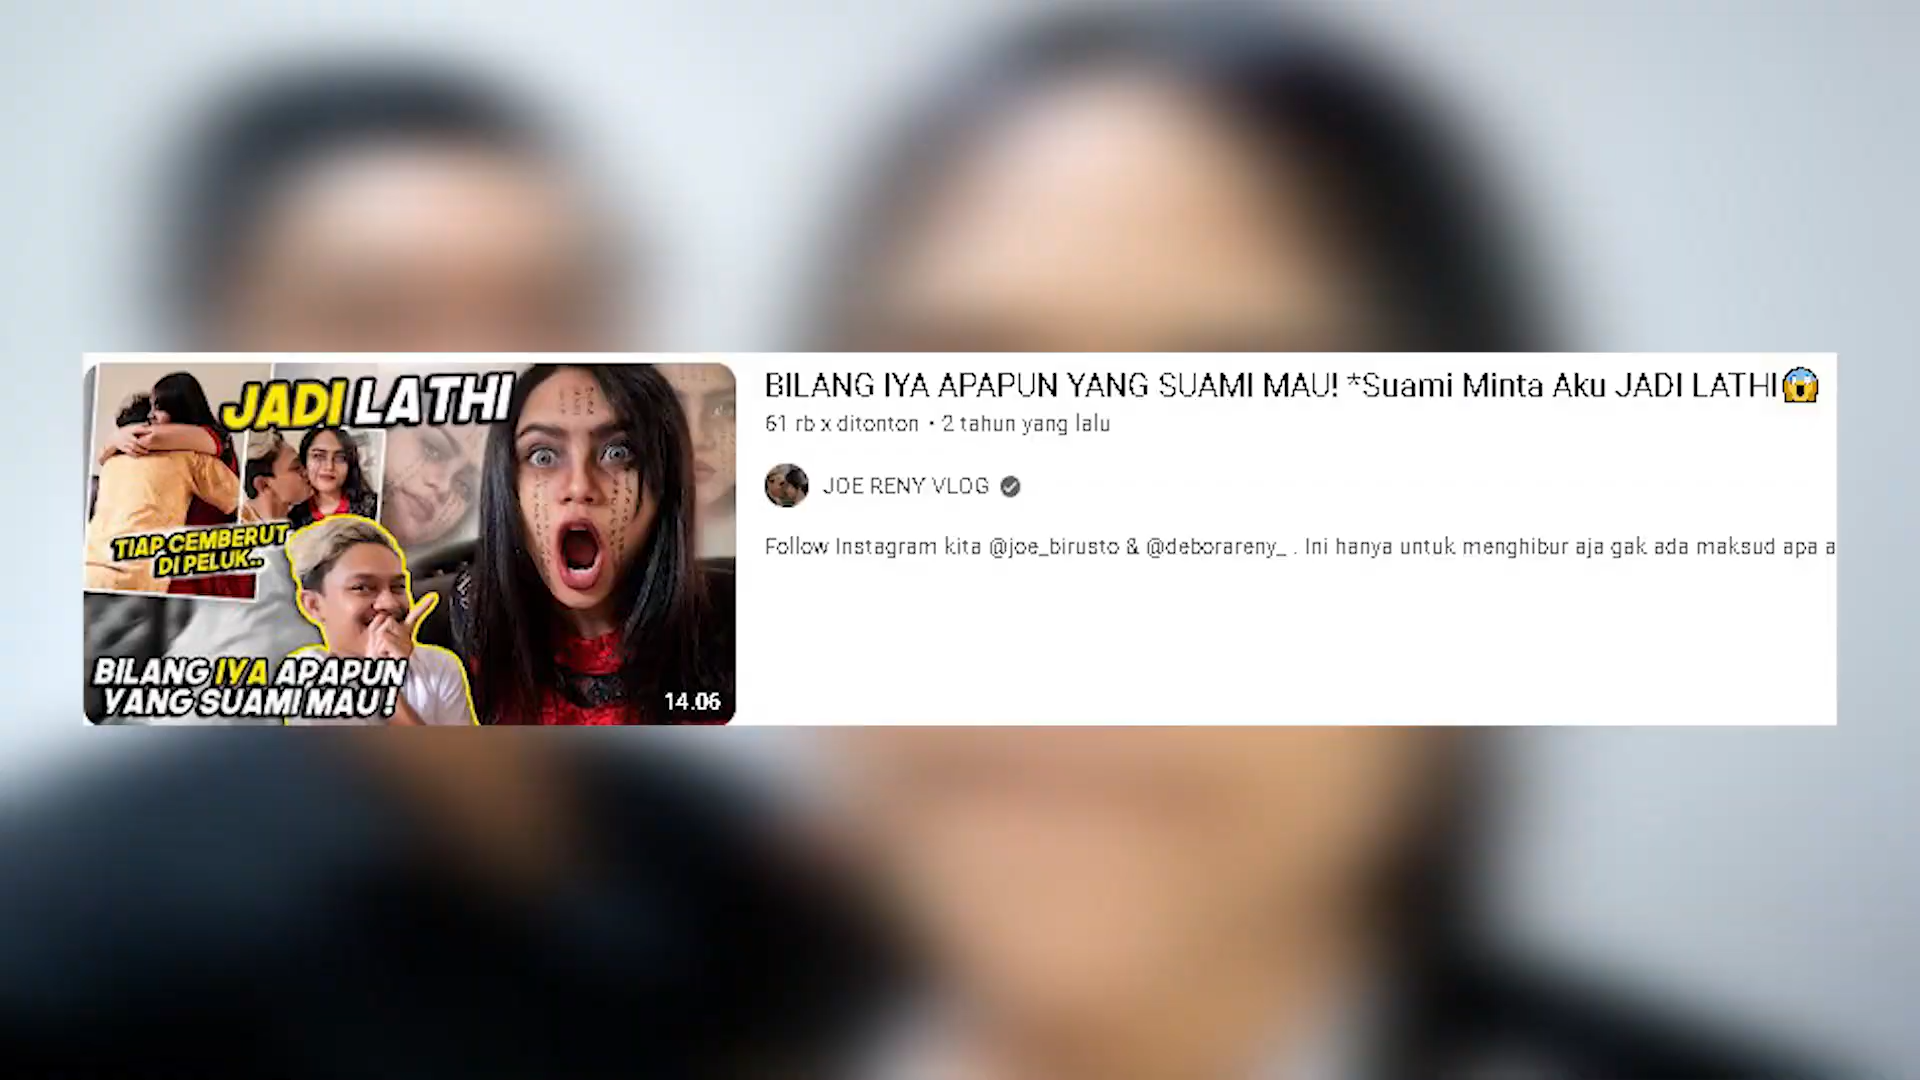 JADI LATHI
TIAP CEMBERUT
DI PELUK..
BILANG IYA APAPUN
YANG SUAMI MAU!
14.06
BILANG IYA APAPUN YANG SUAMI MAU! *Suami Minta Aku JADI LATHI😱
61 rb x ditonton • 2 tahun yang lalu
JOE RENY VLOG
Follow Instagram kita @joe_birusto & @deborareny_ . Ini hanya untuk menghibur aja gak ada maksud apa a